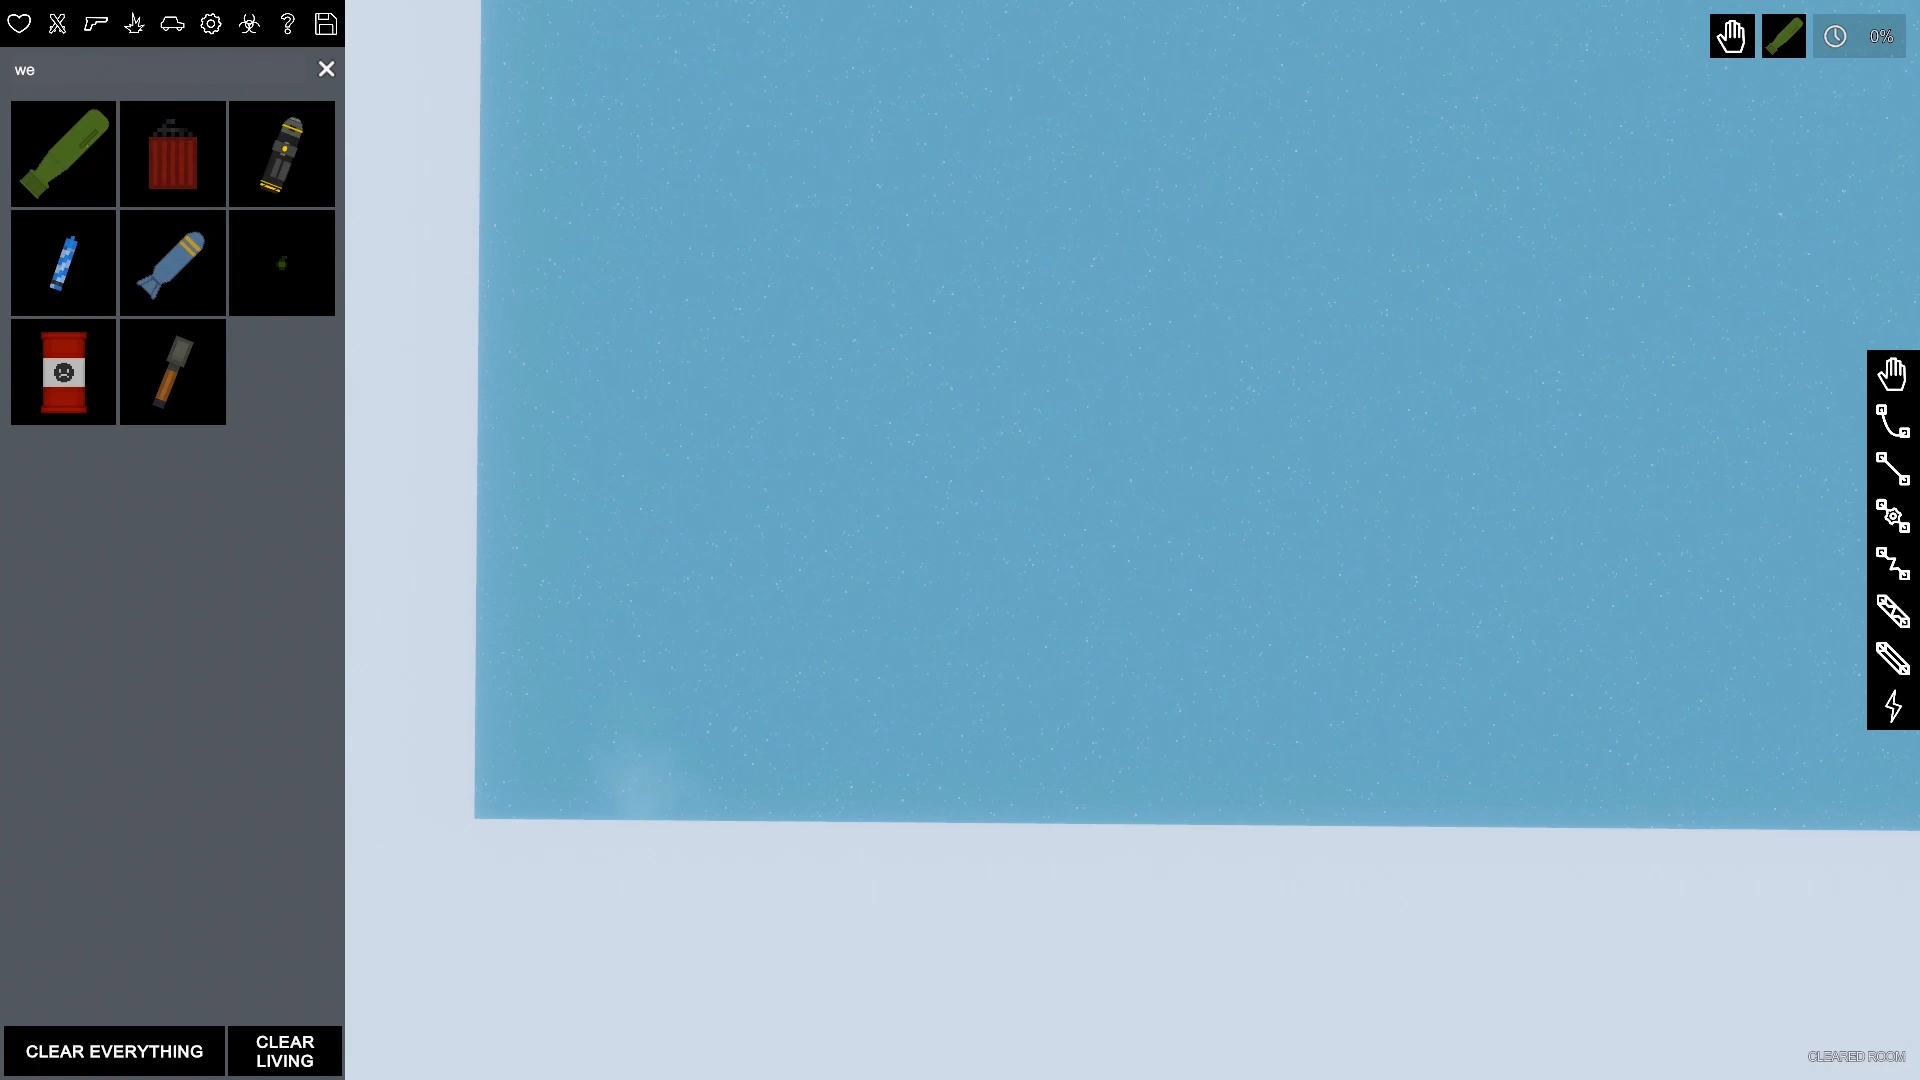 we
0%
CLEAR EVERYTHING
CLEAR
LIVING
CLEARED ROOM